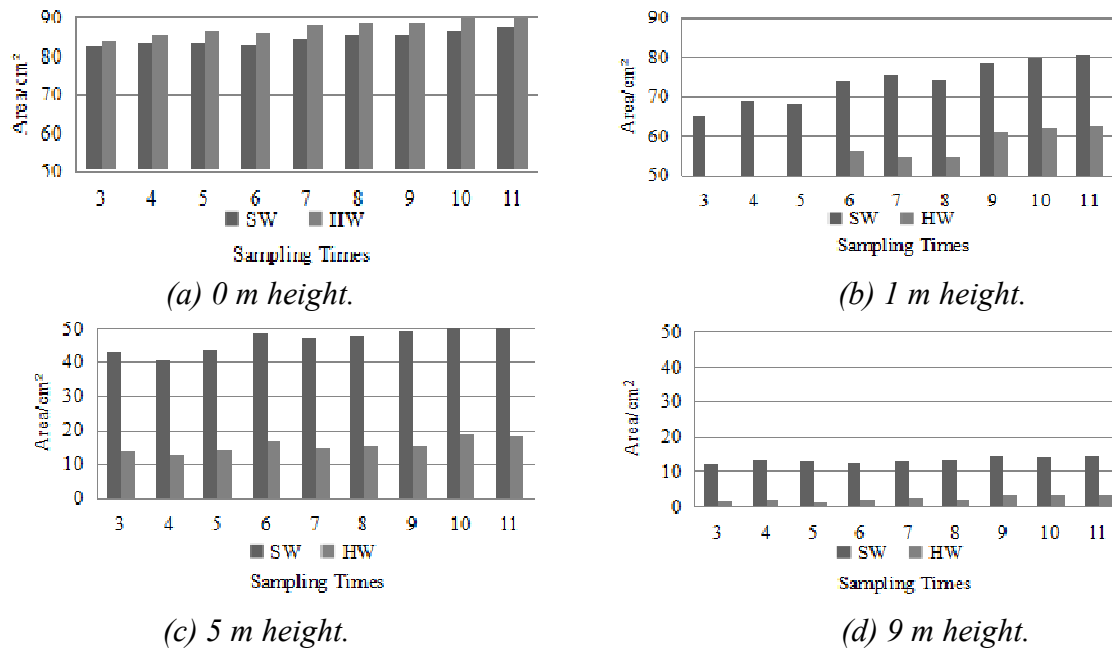 90
80
70
60
50
Area/cm²
3 4 5 6 7 8 9 10 11
SW HW
Sampling Times
(a) 0 m height.
90
80
70
60
50
Area/cm²
3 4 5 6 7 8 9 10 11
SW HW
Sampling Times
(b) 1 m height.
50
40
30
20
10
0
Area/cm²
3 4 5 6 7 8 9 10 11
SW HW
Sampling Times
(c) 5 m height.
50
40
30
20
10
0
Area/cm²
3 4 5 6 7 8 9 10 11
SW HW
Sampling Times
(d) 9 m height.